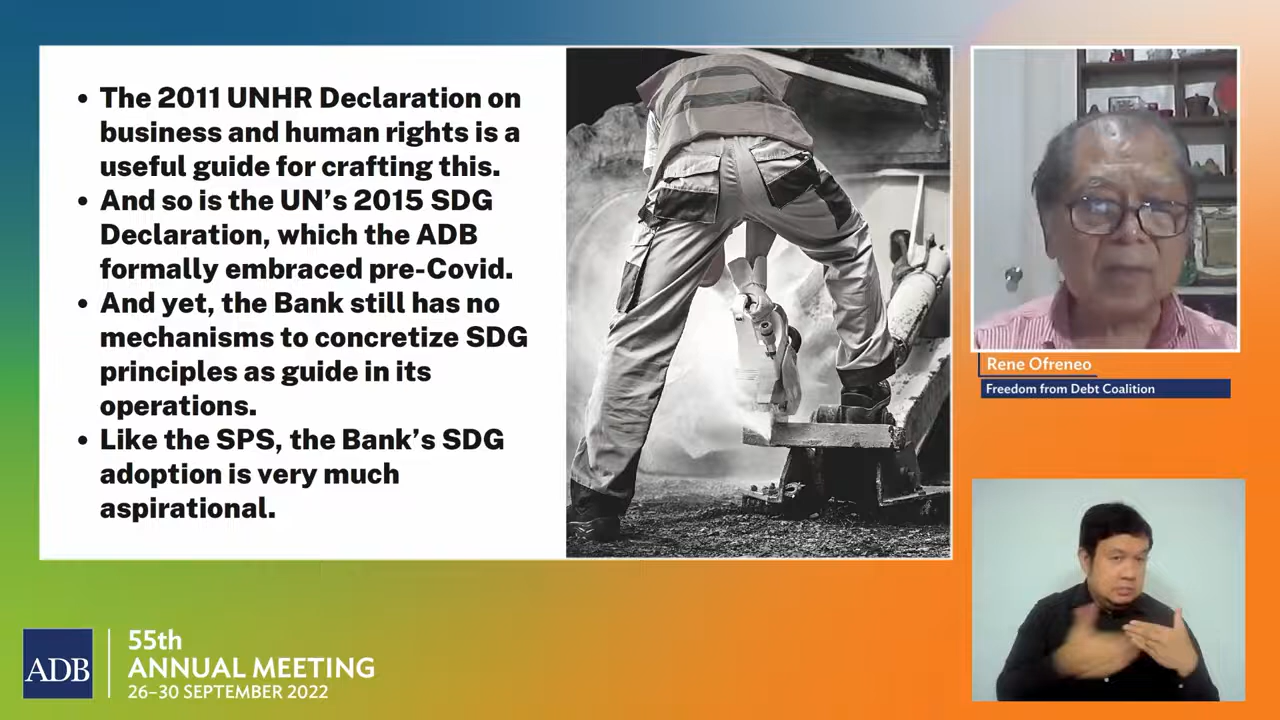 • The 2011 UNHR Declaration on
business and human rights is a
useful guide for crafting this.
• And so is the UN’s 2015 SDG
Declaration, which the ADB
formally embraced pre-Covid.
• And yet, the Bank still has no
mechanisms to concretize SDG
principles as guide in its
operations.
• Like the SPS, the Bank’s SDG
adoption is very much
aspirational.
Rene Ofreneo
Freedom from Debt Coalition
ADB
55th
ANNUAL MEETING
26–30 SEPTEMBER 2022